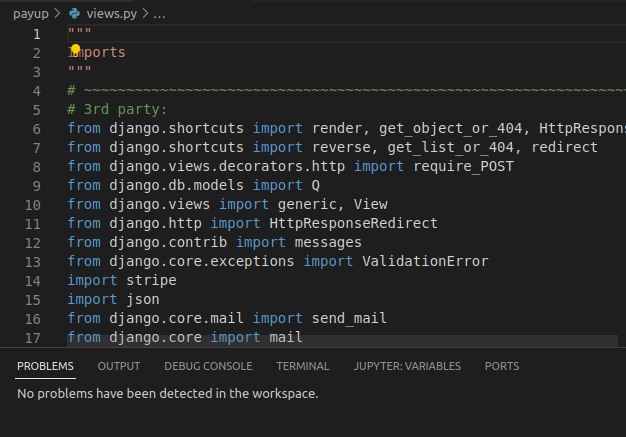 payup > views.py > ...
1 """
2 Imports
3 """
4 # ~~~~~~~~~~~~~~~~~~~~~~~~~~~~~~~~~~~~~~~~~~~~~~~~~~~~~~~~~~~~~~~~~
5 # 3rd party:
6 from django.shortcuts import render, get_object_or_404, HttpRespons
7 from django.shortcuts import reverse, get_list_or_404, redirect
8 from django.views.decorators.http import require_POST
9 from django.db.models import Q
10 from django.views import generic, View
11 from django.http import HttpResponseRedirect
12 from django.contrib import messages
13 from django.core.exceptions import ValidationError
14 import stripe
15 import json
16 from django.core.mail import send_mail
17 from django.core import mail
PROBLEMS OUTPUT DEBUG CONSOLE TERMINAL JUPYTER: VARIABLES PORTS
No problems have been detected in the workspace.